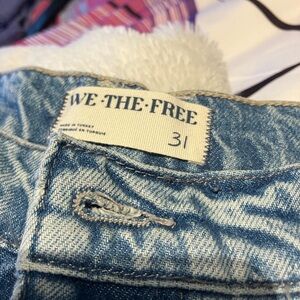 WE·THE·FREE
MADE IN TURKEY
FABRIQUÉ EN TURQUIE
31